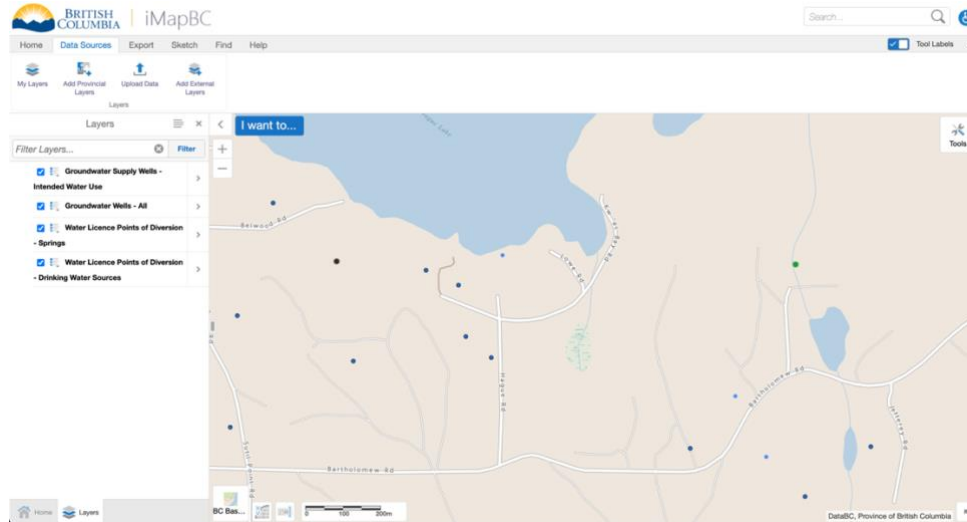 BRITISH
COLUMBIA
iMapBC
Search...
Home
Data Sources
Export
Sketch
Find
Help
Tool Labels
My Layers
Add Provincial
Layers
Upload Data
Add External
Layers
Layers
Layers
I want to...
Filter Layers...
Filter
Tools
Groundwater Supply Wells -
Intended Water Use
Groundwater Wells - All
Water Licence Points of Diversion
- Springs
Water Licence Points of Diversion
- Drinking Water Sources
Lowe Rd
Bartholomew Rd
Jefferey Rd
Bartholomew Rd
Home
Layers
BC Bas...
0 100 200m
DataBC, Province of British Columbia